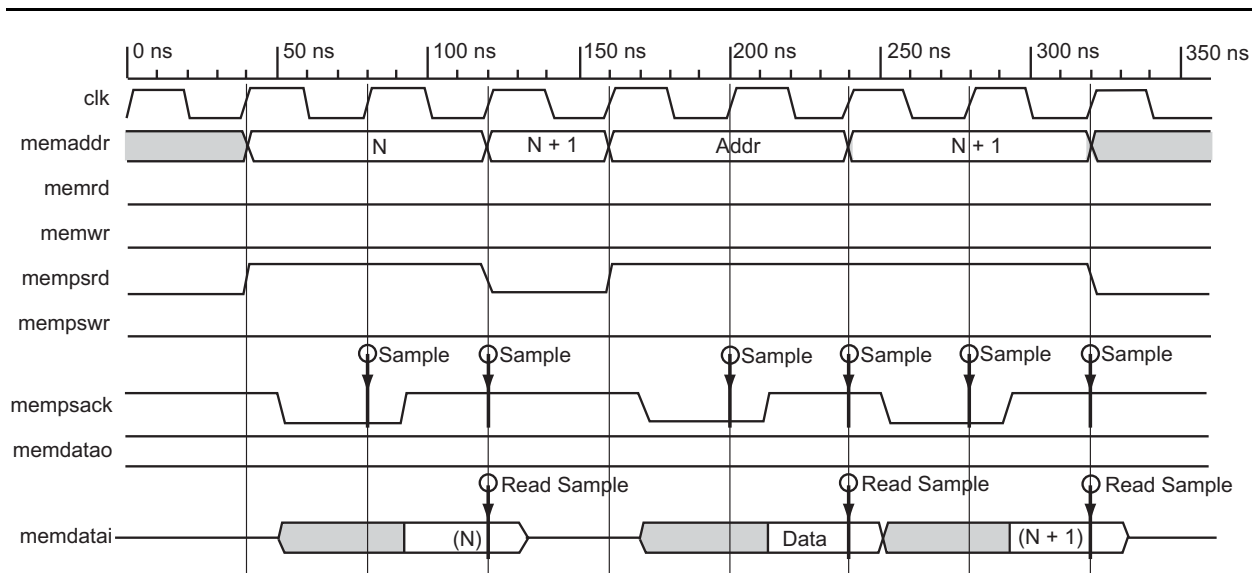 0 ns 50 ns 100 ns 150 ns 200 ns 250 ns 300 ns 350 ns
clk
memaddr N N + 1 Addr N + 1
memrd
memwr
mempsrd
mempswr
Sample Sample Sample Sample Sample Sample
mempsack
memdatao
Read Sample Read Sample Read Sample
memdatai (N) Data (N + 1)